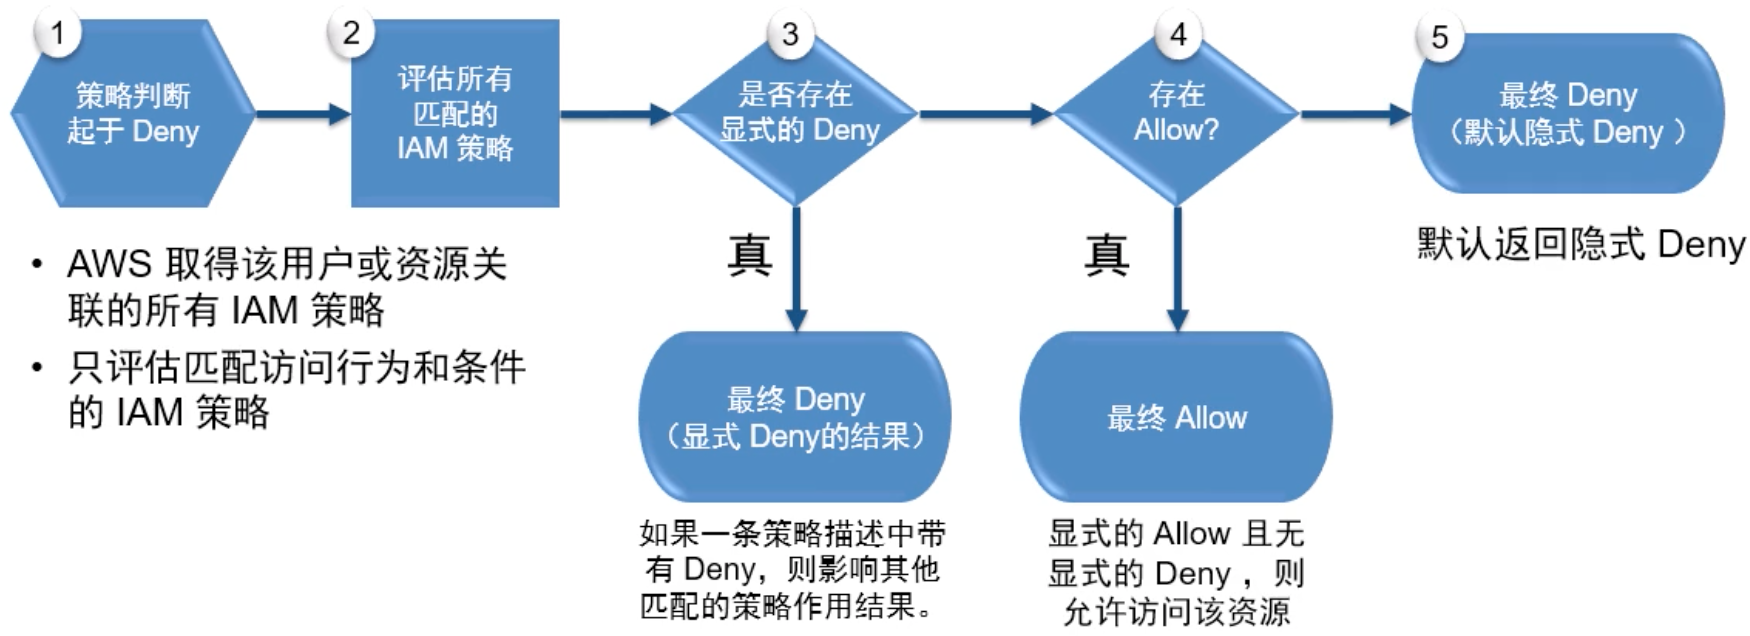 1
策略判断
起于 Deny
2
评估所有
匹配的
IAM 策略
3
是否存在
显式的 Deny
4
存在
Allow?
5
最终 Deny
（默认隐式 Deny ）
• AWS 取得该用户或资源关
联的所有 IAM 策略
• 只评估匹配访问行为和条件
的 IAM 策略
真
真
默认返回隐式 Deny
最终 Deny
（显式 Deny的结果）
最终 Allow
如果一条策略描述中带
有 Deny，则影响其他
匹配的策略作用结果。
显式的 Allow 且无
显式的 Deny ，则
允许访问该资源